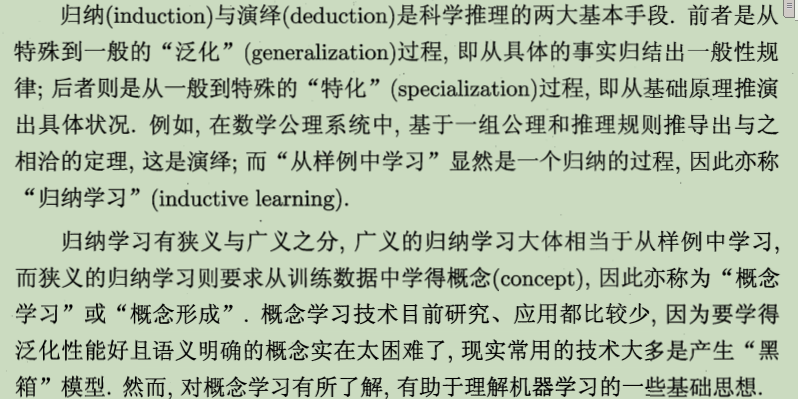 归纳(induction)与演绎(deduction)是科学推理的两大基本手段. 前者是从
特殊到一般的“泛化”(generalization)过程, 即从具体的事实归结出一般性规
律; 后者则是从一般到特殊的“特化”(specialization)过程, 即从基础原理推演
出具体状况. 例如, 在数学公理系统中, 基于一组公理和推理规则推导出与之
相洽的定理, 这是演绎; 而“从样例中学习”显然是一个归纳的过程, 因此亦称
“归纳学习”(inductive learning).
归纳学习有狭义与广义之分, 广义的归纳学习大体相当于从样例中学习,
而狭义的归纳学习则要求从训练数据中学得概念(concept), 因此亦称为“概念
学习”或“概念形成”. 概念学习技术目前研究、应用都比较少, 因为要学得
泛化性能好且语义明确的概念实在太困难了, 现实常用的技术大多是产生“黑
箱”模型. 然而, 对概念学习有所了解, 有助于理解机器学习的一些基础思想.